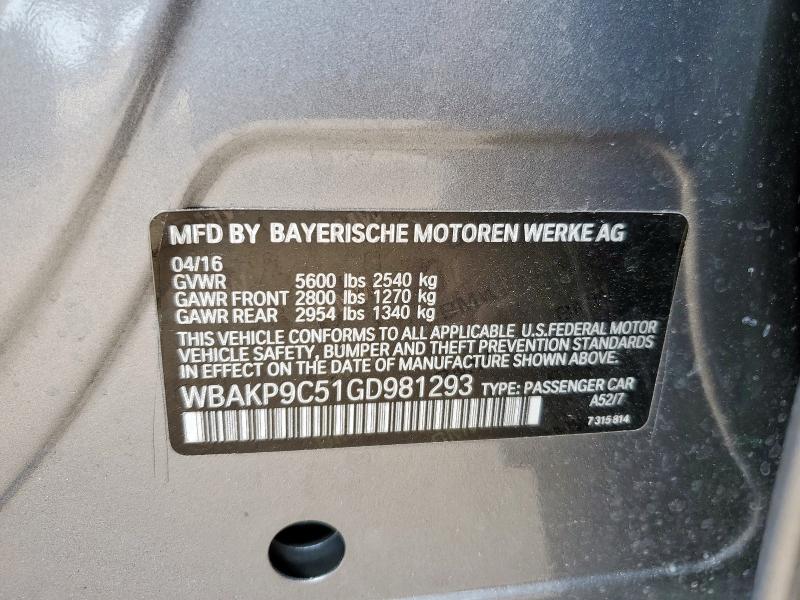 MFD BY BAYERISCHE MOTOREN WERKE AG
04/16
GVWR 5600 lbs 2540 kg
GAWR FRONT 2800 lbs 1270 kg
GAWR REAR 2954 lbs 1340 kg
THIS VEHICLE CONFORMS TO ALL APPLICABLE U.S.FEDERAL MOTOR
VEHICLE SAFETY, BUMPER AND THEFT PREVENTION STANDARDS
IN EFFECT ON THE DATE OF MANUFACTURE SHOWN ABOVE.
WBAKP9C51GD981293 TYPE: PASSENGER CAR
A52/7
7 315 814